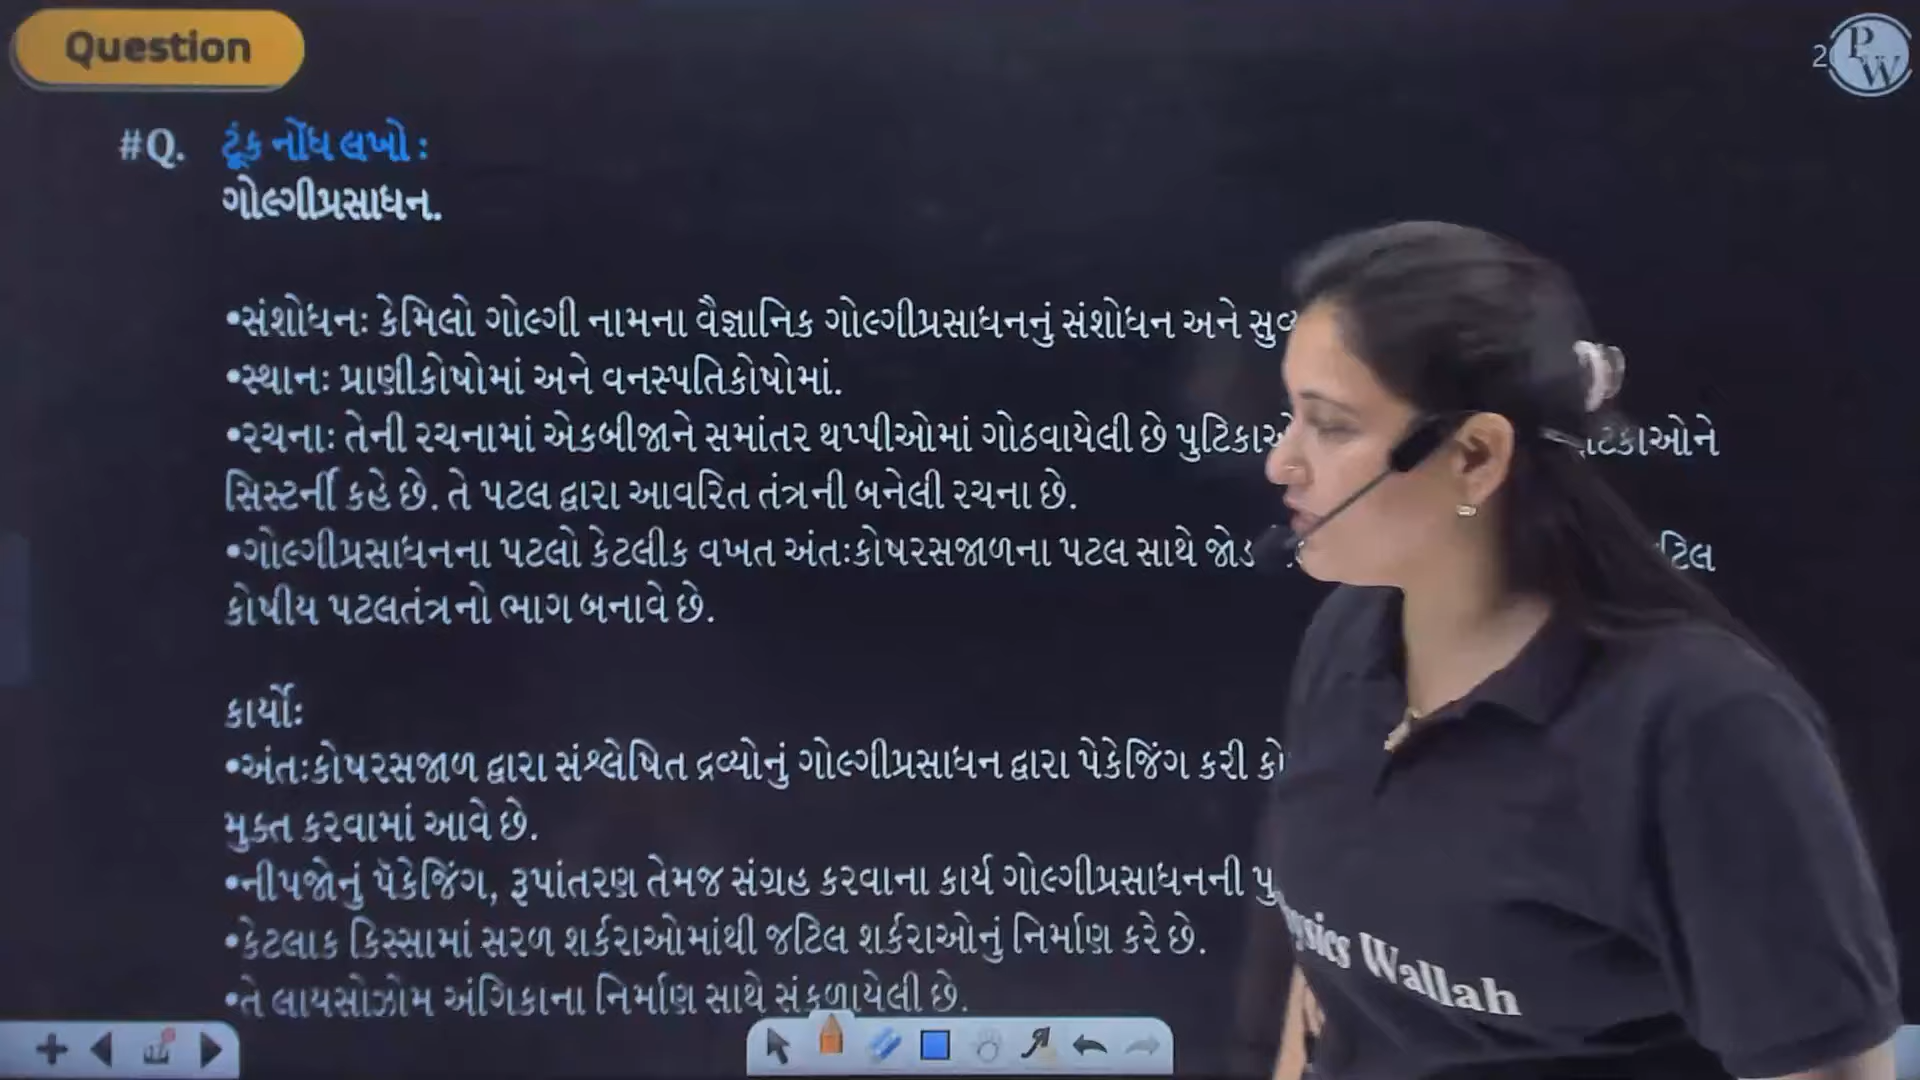 Question
2 PW
#Q. ટૂંક નોંધ લખો :
ગોલ્ગીપ્રસાધન.
•સંશોધનઃ કેમિલો ગોલ્ગી નામના વૈજ્ઞાનિક ગોલ્ગીપ્રસાધનનું સંશોધન અને
•સ્થાનઃ પ્રાણીકોષોમાં અને વનસ્પતિકોષોમાં.
•રચનાઃ તેની રચનામાં એકબીજાને સમાંતર થપ્પીઓમાં ગોઠવાયેલી છે
સિસ્ટર્ની કહે છે. તે પટલ દ્વારા આવરિત તંત્રની બનેલી રચના છે.
•ગોલ્ગીપ્રસાધનના પટલો કેટલીક વખત અંતઃકોષરસજાળના પટલ સાથે
કોષીય પટલતંત્રનો ભાગ બનાવે છે.
કાર્યોઃ
•અંતઃકોષરસજાળ દ્વારા સંશ્લેષિત દ્રવ્યોનું ગોલ્ગીપ્રસાધન દ્વારા પેકેજિંગ કરી
મુક્ત કરવામાં આવે છે.
•નીપજોનું પૅકેજિંગ, રૂપાંતરણ તેમજ સંગ્રહ કરવાના કાર્ય ગોલ્ગીપ્રસાધનની
•કેટલાક કિસ્સામાં સરળ શર્કરાઓમાંથી જટિલ શર્કરાઓનું નિર્માણ કરે છે.
•તે લાયસોઝોમ અંગિકાના નિર્માણ સાથે સંકળાયેલી છે.
Wallah